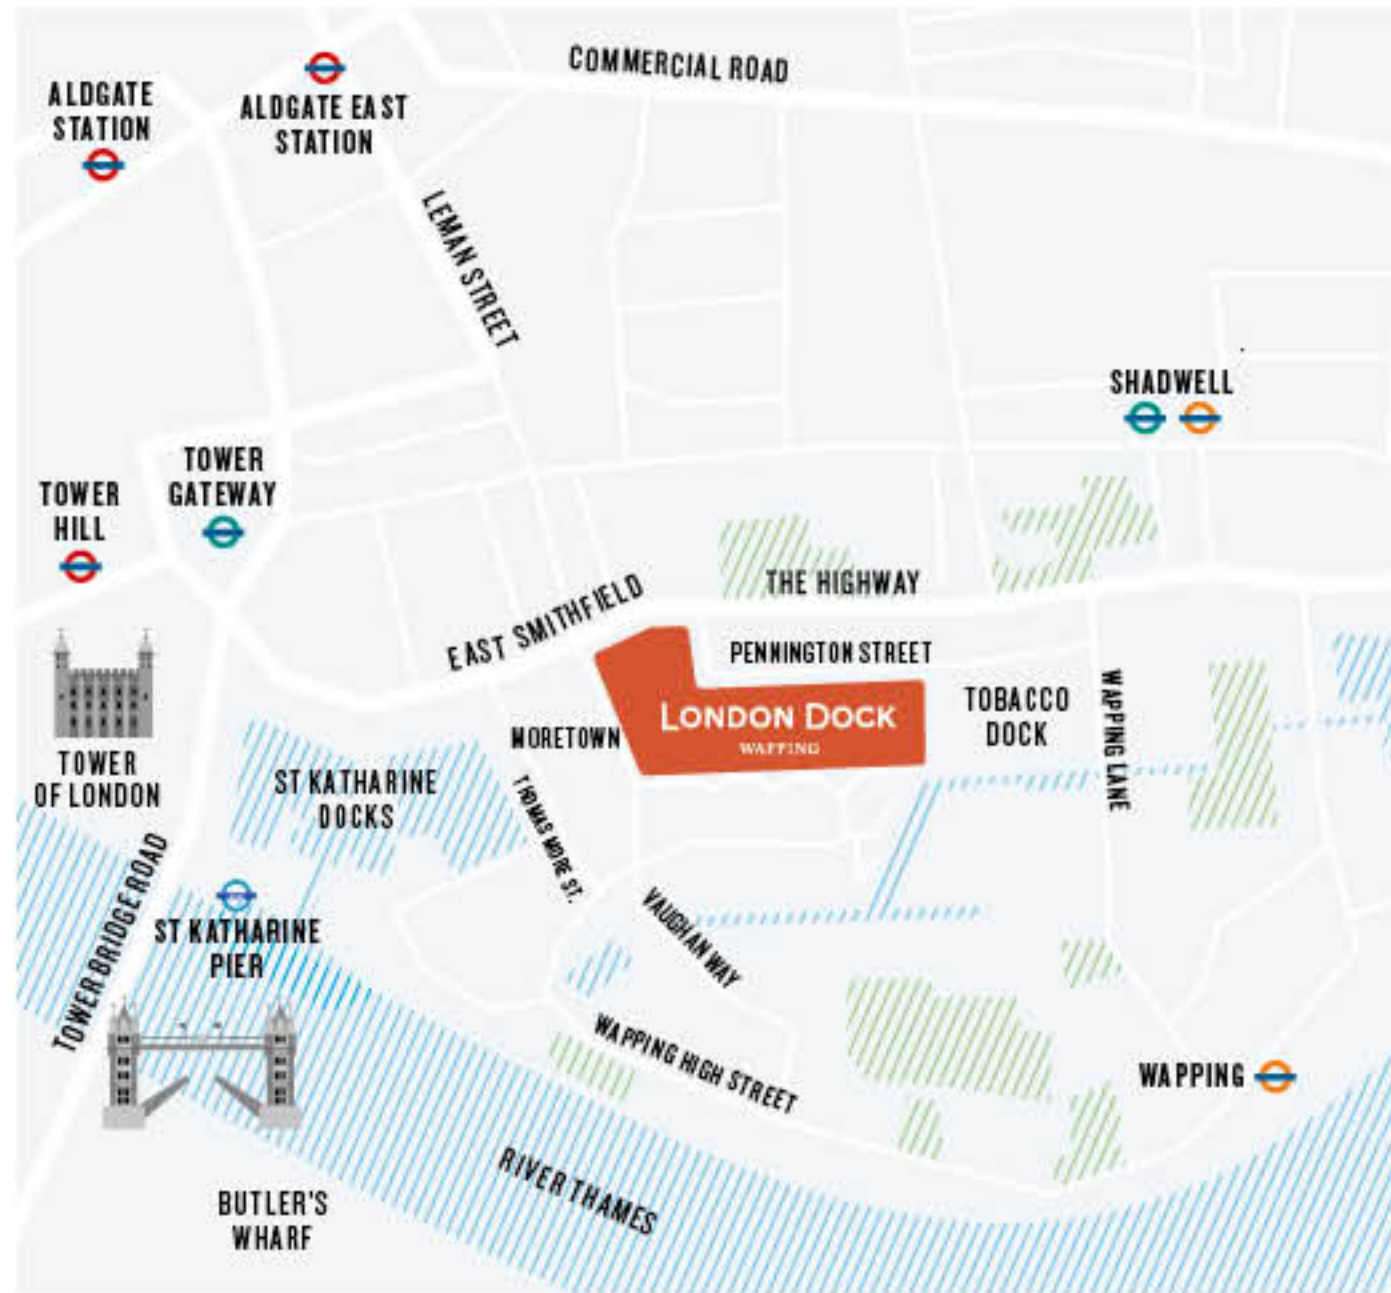 COMMERCIAL ROAD
ALDGATE
STATION
ALDGATE EAST
STATION
LEMAN STREET
SHADWELL
TOWER
GATEWAY
TOWER
HILL
THE HIGHWAY
EAST SMITHFIELD
PENNINGTON STREET
TOBACCO
DOCK
WAPPING LANE
LONDON DOCK
WAPPING
MORETOWN
TOWER
OF LONDON
ST KATHARINE
DOCKS
THOMAS MORE ST.
TOWER BRIDGE ROAD
VAUGHAN WAY
ST KATHARINE
PIER
WAPPING HIGH STREET
WAPPING
RIVER THAMES
BUTLER'S
WHARF